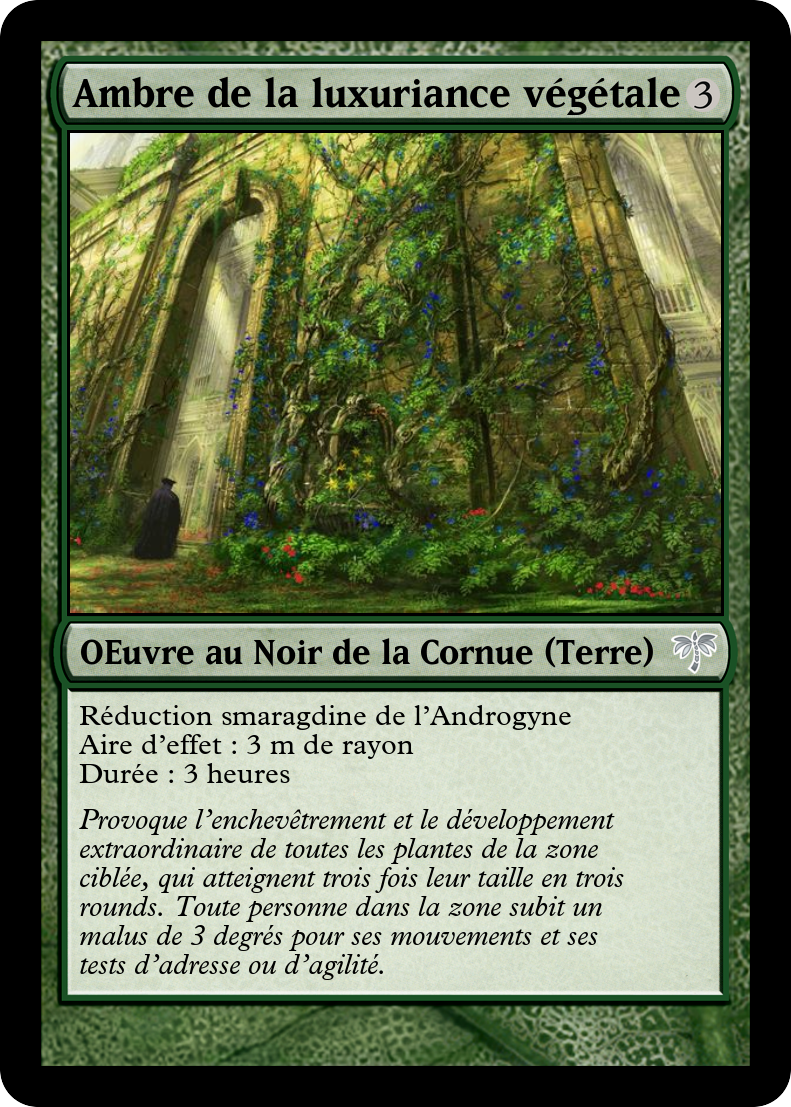 Ambre de la luxuriance végétale 3
OEuvre au Noir de la Cornue (Terre)
Réduction smaragdine de l'Androgyne
Aire d'effet : 3 m de rayon
Durée : 3 heures
Provoque l'enchevêtrement et le développement
extraordinaire de toutes les plantes de la zone
ciblée, qui atteignent trois fois leur taille en trois
rounds. Toute personne dans la zone subit un
malus de 3 degrés pour ses mouvements et ses
tests d'adresse ou d'agilité.